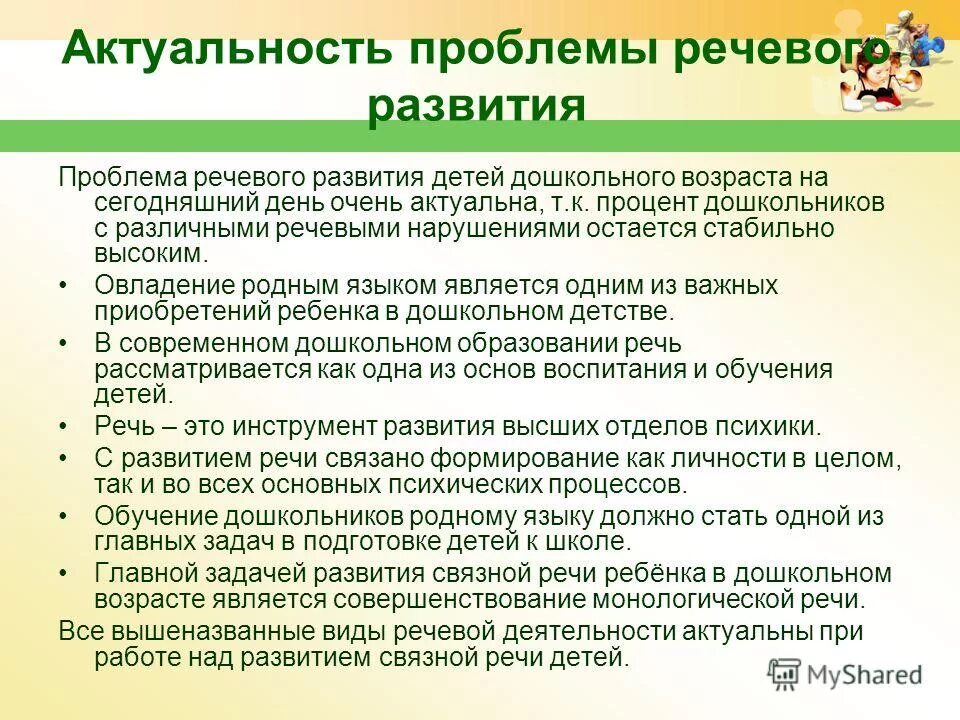 Актуальность проблемы речевого
развития
Проблема речевого развития детей дошкольного возраста на
сегодняшний день очень актуальна, т.к. процент дошкольников
с различными речевыми нарушениями остается стабильно
высоким.
• Овладение родным языком является одним из важных
приобретений ребенка в дошкольном детстве.
• В современном дошкольном образовании речь
рассматривается как одна из основ воспитания и обучения
детей.
• Речь – это инструмент развития высших отделов психики.
• С развитием речи связано формирование как личности в целом,
так и во всех основных психических процессов.
• Обучение дошкольников родному языку должно стать одной из
главных задач в подготовке детей к школе.
• Главной задачей развития связной речи ребёнка в дошкольном
возрасте является совершенствование монологической речи.
Все вышеназванные виды речевой деятельности актуальны при
работе над развитием связной речи детей.
MyShared